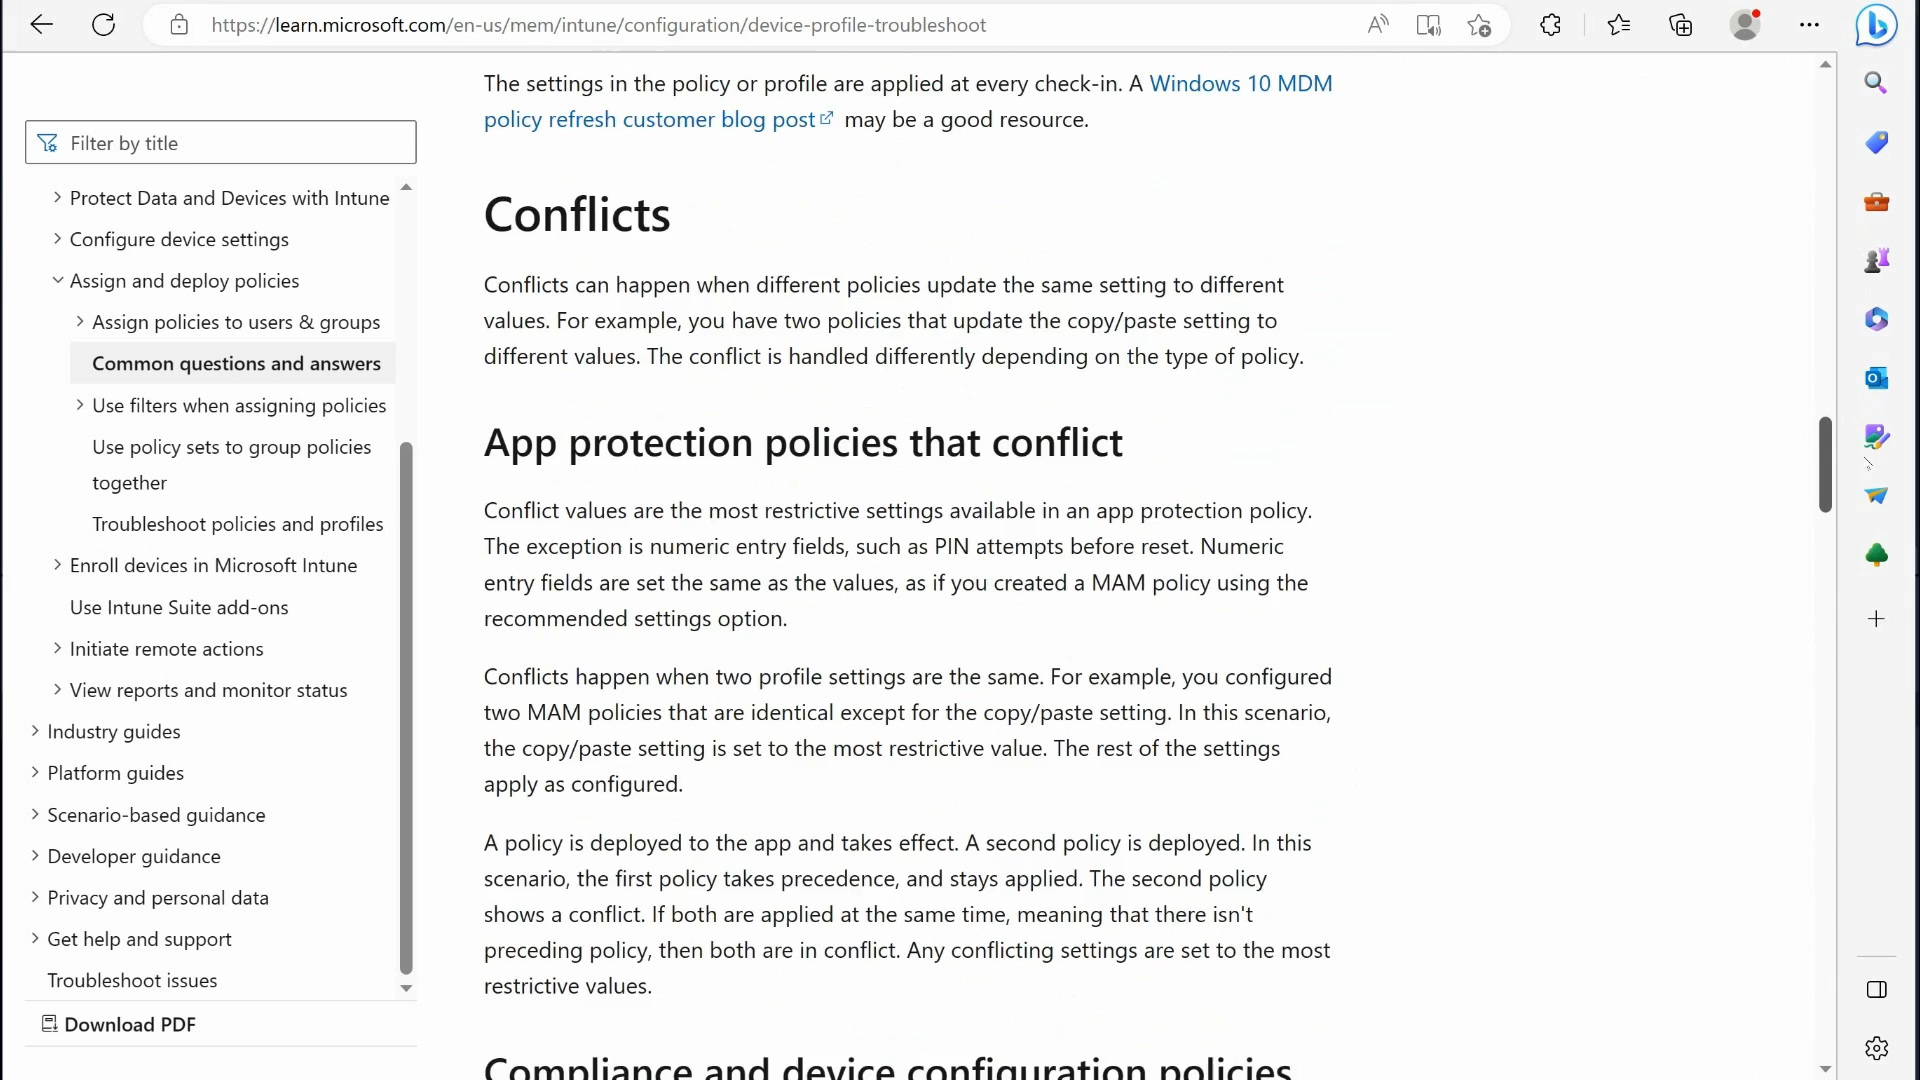 https://learn.microsoft.com/en-us/mem/intune/configuration/device-profile-troubleshoot
Filter by title
Protect Data and Devices with Intune
Configure device settings
Assign and deploy policies
Assign policies to users & groups
Common questions and answers
Use filters when assigning policies
Use policy sets to group policies
together
Troubleshoot policies and profiles
Enroll devices in Microsoft Intune
Use Intune Suite add-ons
Initiate remote actions
View reports and monitor status
Industry guides
Platform guides
Scenario-based guidance
Developer guidance
Privacy and personal data
Get help and support
Troubleshoot issues
Download PDF
The settings in the policy or profile are applied at every check-in. A Windows 10 MDM
policy refresh customer blog post may be a good resource.
Conflicts
Conflicts can happen when different policies update the same setting to different
values. For example, you have two policies that update the copy/paste setting to
different values. The conflict is handled differently depending on the type of policy.
App protection policies that conflict
Conflict values are the most restrictive settings available in an app protection policy.
The exception is numeric entry fields, such as PIN attempts before reset. Numeric
entry fields are set the same as the values, as if you created a MAM policy using the
recommended settings option.
Conflicts happen when two profile settings are the same. For example, you configured
two MAM policies that are identical except for the copy/paste setting. In this scenario,
the copy/paste setting is set to the most restrictive value. The rest of the settings
apply as configured.
A policy is deployed to the app and takes effect. A second policy is deployed. In this
scenario, the first policy takes precedence, and stays applied. The second policy
shows a conflict. If both are applied at the same time, meaning that there isn't
preceding policy, then both are in conflict. Any conflicting settings are set to the most
restrictive values.
Compliance and device configuration policies